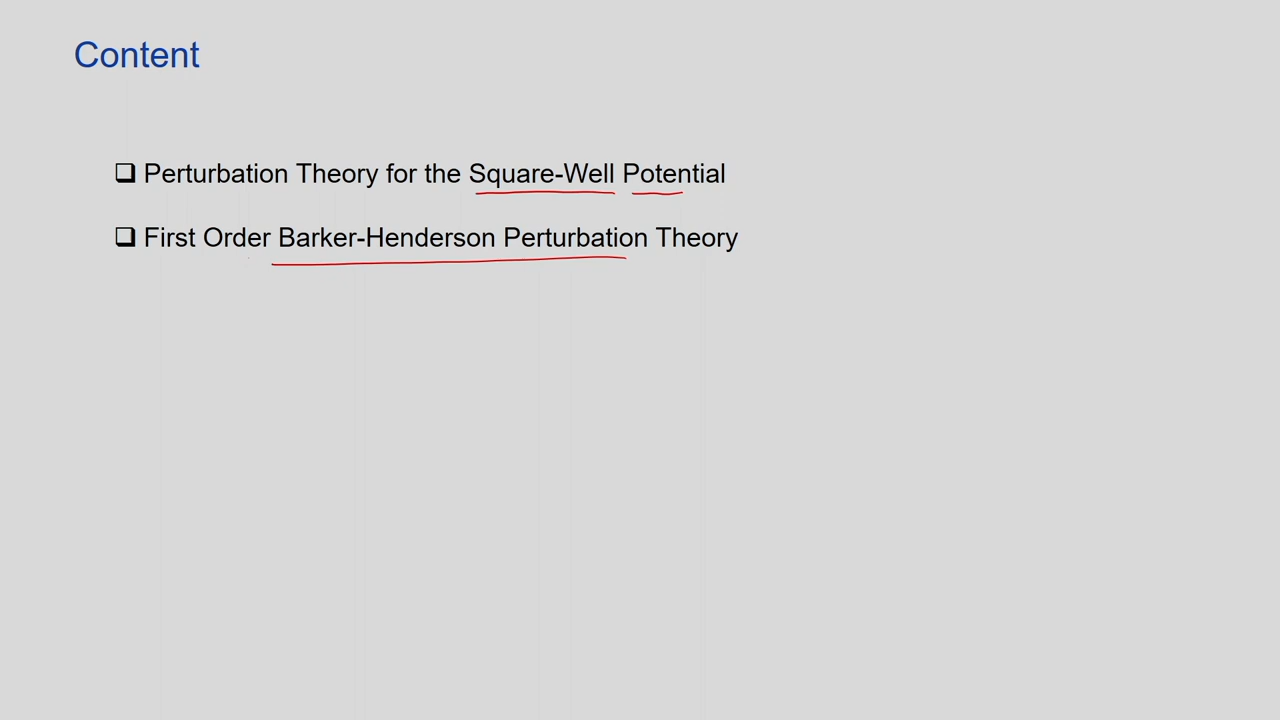 Content
❑ Perturbation Theory for the Square-Well Potential
❑ First Order Barker-Henderson Perturbation Theory